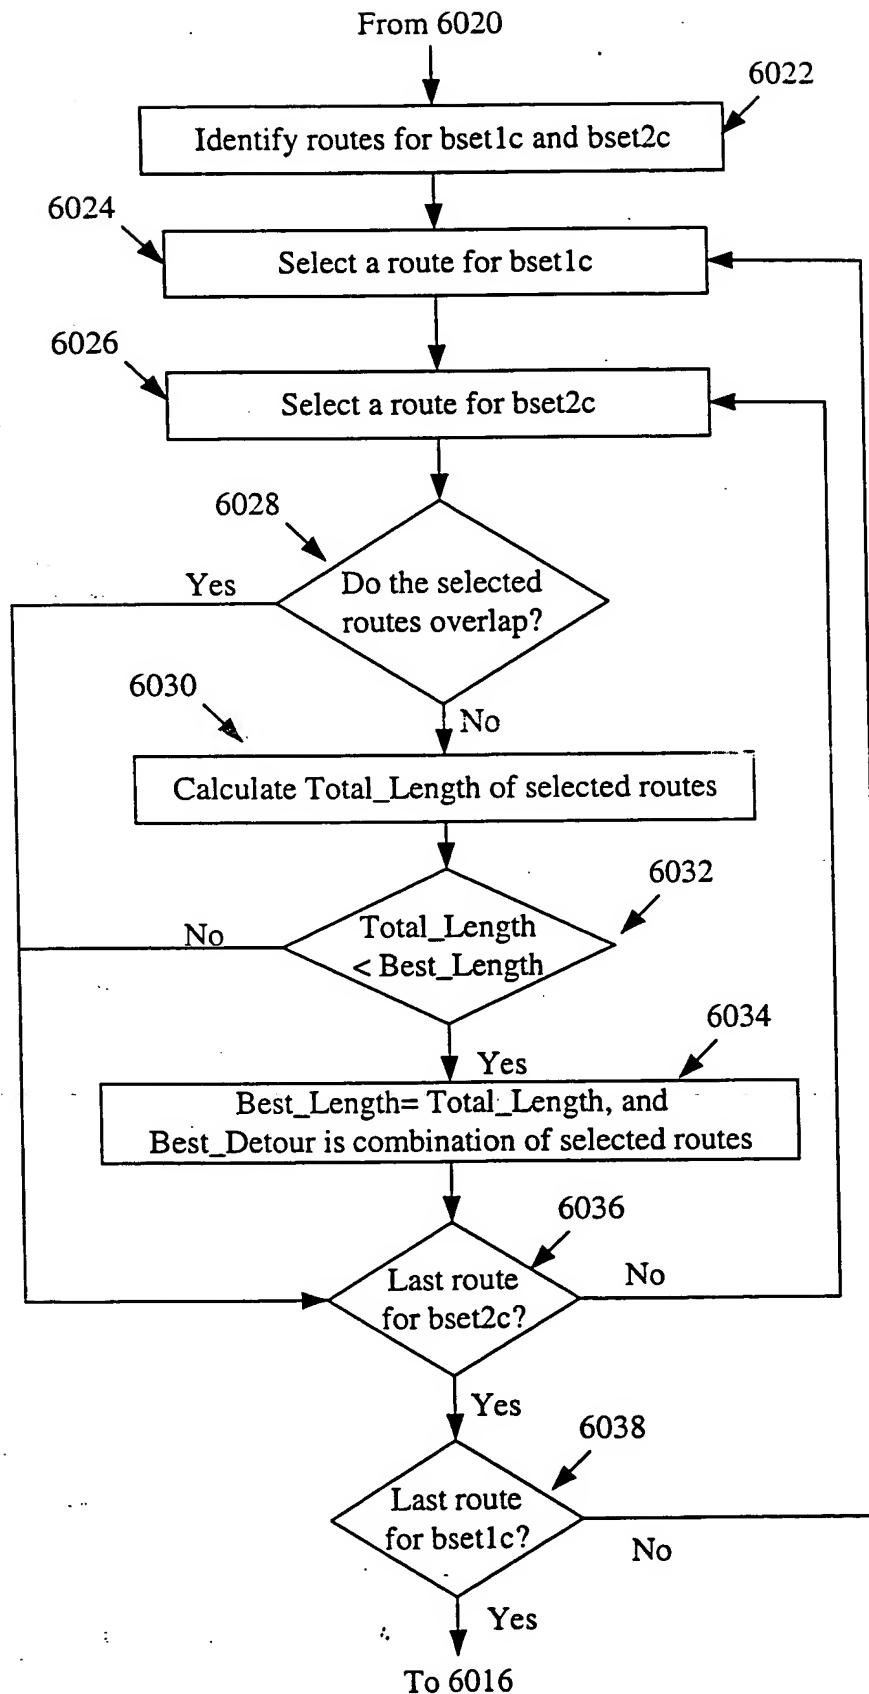 From 6020
6022
Identify routes for bset1c and bset2c
6024
Select a route for bset1c
6026
Select a route for bset2c
6028
Yes
Do the selected
routes overlap?
6030
No
Calculate Total_Length of selected routes
6032
No
Total_Length
< Best_Length
6034
Yes
Best_Length= Total_Length, and
Best_Detour is combination of selected routes
6036
Last route
for bset2c?
No
Yes
6038
Last route
for bset1c?
No
Yes
To 6016